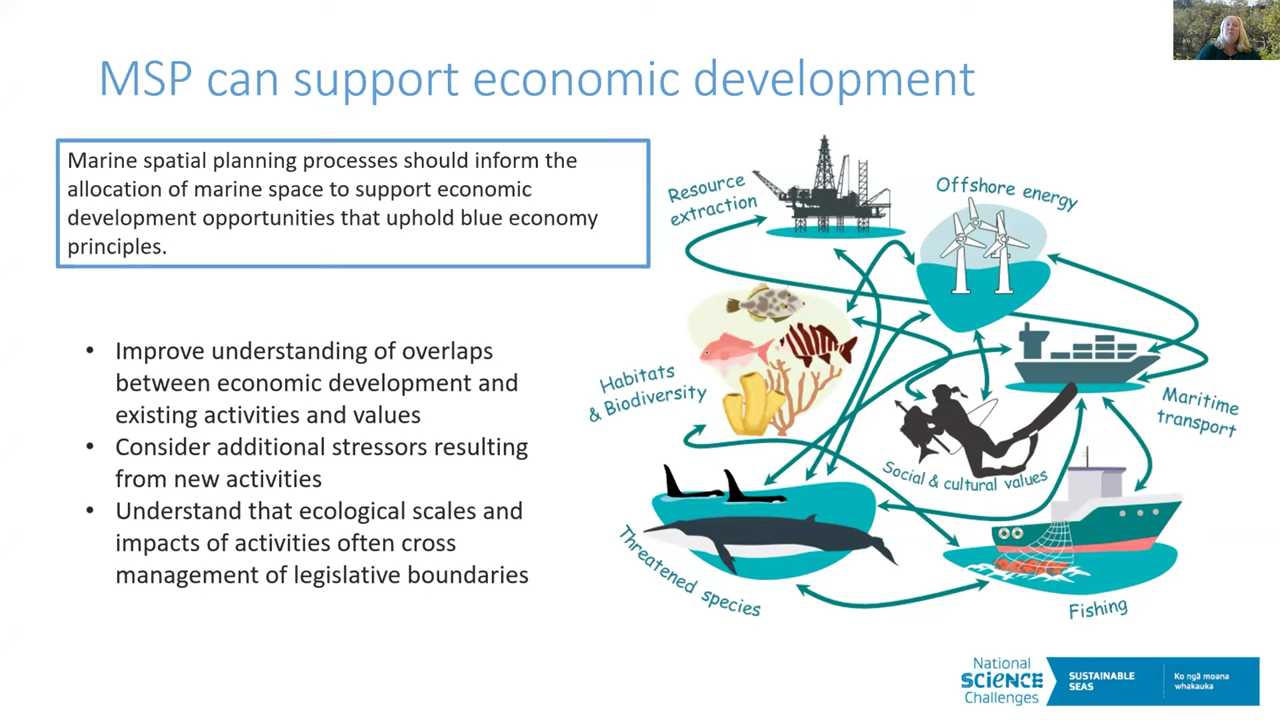 MSP can support economic development
Marine spatial planning processes should inform the
allocation of marine space to support economic
development opportunities that uphold blue economy
principles.
• Improve understanding of overlaps
between economic development and
existing activities and values
• Consider additional stressors resulting
from new activities
• Understand that ecological scales and
impacts of activities often cross
management of legislative boundaries
Resource
extraction
Offshore energy
Habitats
& Biodiversity
Maritime
transport
Social & cultural values
Threatened species
Fishing
National
SCIENCE
Challenges
SUSTAINABLE
SEAS
Ko ngā moana
whakauka